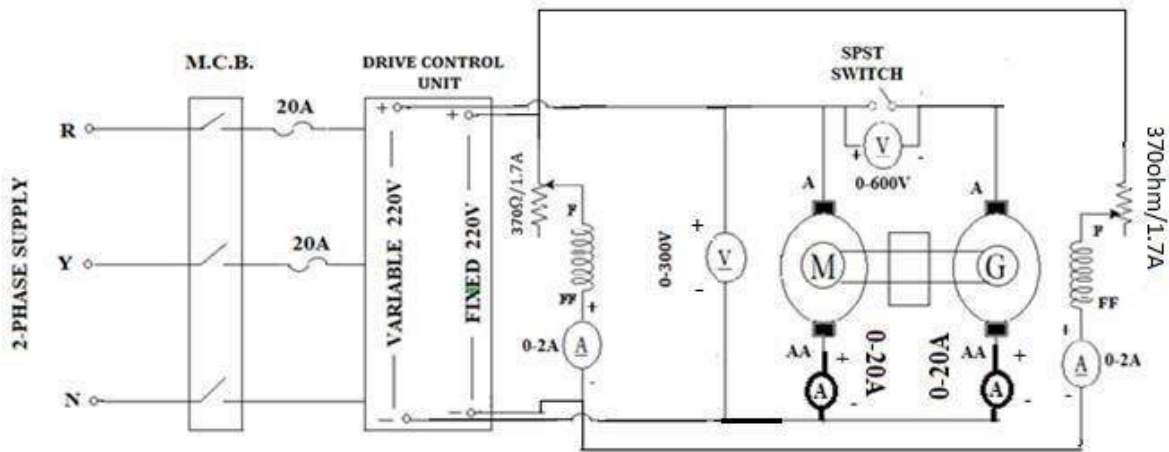 M.C.B.
DRIVE CONTROL
UNIT
SPST
SWITCH
2-PHASE SUPPLY
R
Y
N
20A
20A
+
+
VARIABLE 220V
FIXED 220V
-
-
370Ω/1.7A
F
FF
+
0-2A
A
-
+
0-300V
V
-
+
V
-
0-600V
A
M
AA
+
0-20A
A
-
A
G
AA
+
0-20A
A
-
370ohm/1.7A
F
FF
+
A
0-2A
-